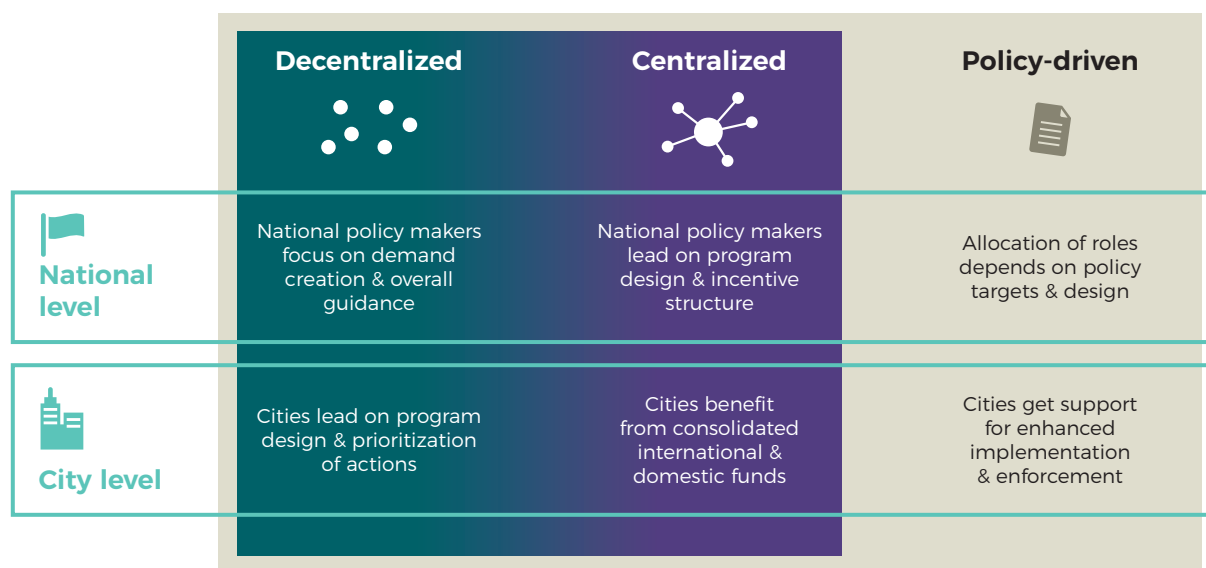 Decentralized
Centralized
Policy-driven
National
level
National policy makers
focus on demand
creation & overall
guidance
National policy makers
lead on program
design & incentive
structure
Allocation of roles
depends on policy
targets & design
City level
Cities lead on program
design & prioritization
of actions
Cities benefit
from consolidated
international &
domestic funds
Cities get support
for enhanced
implementation
& enforcement